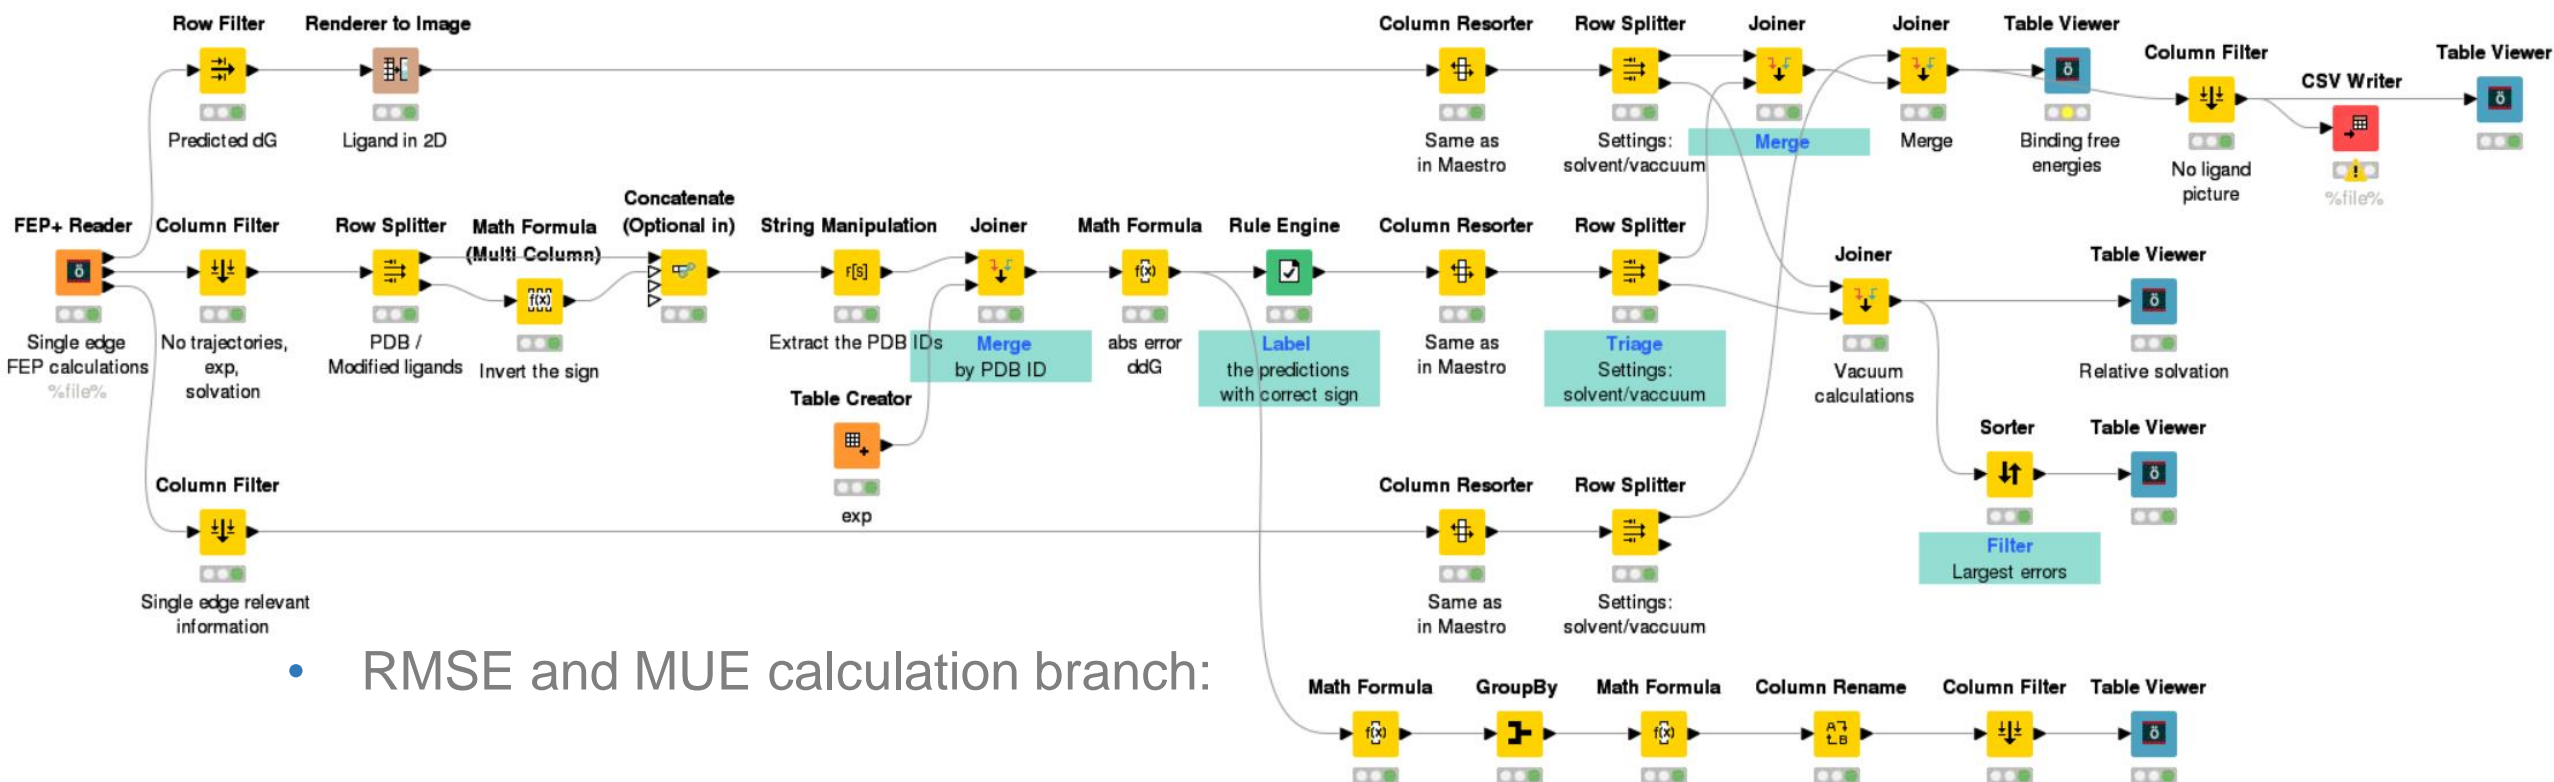 Row Filter
Renderer to Image
Column Resorter
Row Splitter
Joiner
Joiner
Table Viewer
Column Filter
Table Viewer
CSV Writer
Predicted dG
Ligand in 2D
Same as
in Maestro
Settings:
solvent/vaccuum
Merge
Merge
Binding free
energies
No ligand
picture
%file%
FEP+ Reader
Column Filter
Row Splitter
Math Formula
(Multi Column)
Concatenate
(Optional in)
String Manipulation
Joiner
Math Formula
Rule Engine
Column Resorter
Row Splitter
Joiner
Table Viewer
F[S]
f(x)
f(x)
Single edge
FEP calculations
%file%
No trajectories,
exp,
solvation
PDB /
Modified ligands
Invert the sign
Extract the PDB IDs
Merge
by PDB ID
abs error
ddG
Label
the predictions
with correct sign
Same as
in Maestro
Triage
Settings:
solvent/vaccuum
Vacuum
calculations
Relative solvation
Table Creator
exp
Sorter
Table Viewer
Filter
Largest errors
Column Filter
Column Resorter
Row Splitter
Single edge relevant
information
Same as
in Maestro
Settings:
solvent/vaccuum
• RMSE and MUE calculation branch:
Math Formula
GroupBy
Math Formula
Column Rename
Column Filter
Table Viewer
f(x)
f(x)
A
B